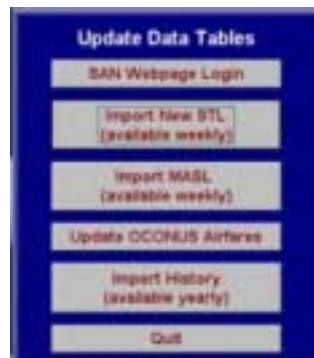 Update Data Tables
SAN Webpage Login
Import New STL
(available weekly)
Import MASL
(available weekly)
Update OCONUS Airfares
Import History
(available yearly)
Quit